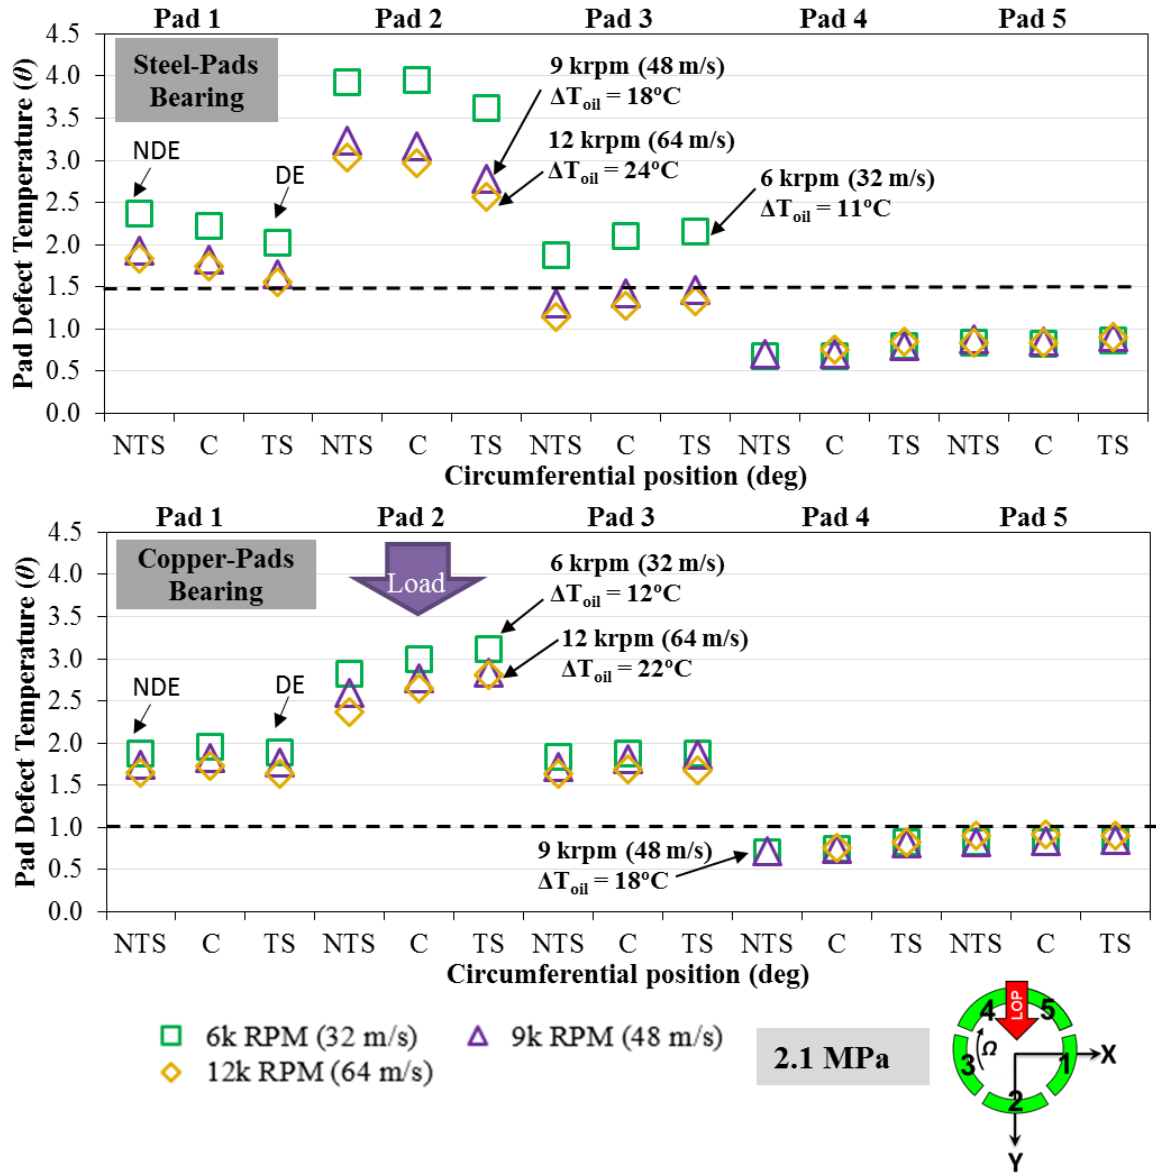 Pad 1 Pad 2 Pad 3 Pad 4 Pad 5
Pad Defect Temperature (θ)
4.5
4.0
3.5
3.0
2.5
2.0
1.5
1.0
0.5
0.0
Steel-Pads
Bearing
NDE
DE
9 krpm (48 m/s)
ΔToil = 18ºC
12 krpm (64 m/s)
ΔToil = 24ºC
6 krpm (32 m/s)
ΔToil = 11ºC
NTS C TS NTS C TS NTS C TS NTS C TS NTS C TS
Circumferential position (deg)
Pad 1 Pad 2 Pad 3 Pad 4 Pad 5
Pad Defect Temperature (θ)
4.5
4.0
3.5
3.0
2.5
2.0
1.5
1.0
0.5
0.0
Copper-Pads
Bearing
Load
NDE
DE
6 krpm (32 m/s)
ΔToil = 12ºC
12 krpm (64 m/s)
ΔToil = 22ºC
9 krpm (48 m/s)
ΔToil = 18ºC
NTS C TS NTS C TS NTS C TS NTS C TS NTS C TS
Circumferential position (deg)
6k RPM (32 m/s) 9k RPM (48 m/s)
12k RPM (64 m/s)
2.1 MPa
LOP
4 5
Ω
3 1 X
2
Y